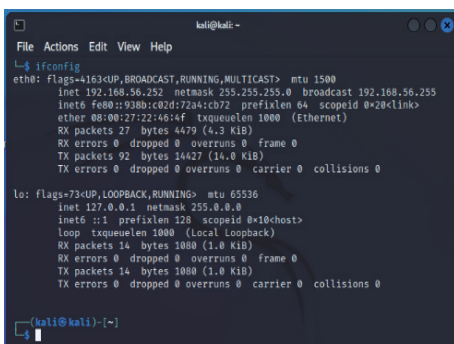 kali@kali: ~
File Actions Edit View Help
└─$ ifconfig
eth0: flags=4163<UP,BROADCAST,RUNNING,MULTICAST> mtu 1500
inet 192.168.56.252 netmask 255.255.255.0 broadcast 192.168.56.255
inet6 fe80::938b:c02d:72a4:cb72 prefixlen 64 scopeid 0×20<link>
ether 08:00:27:22:46:4f txqueuelen 1000 (Ethernet)
RX packets 27 bytes 4479 (4.3 KiB)
RX errors 0 dropped 0 overruns 0 frame 0
TX packets 92 bytes 14427 (14.0 KiB)
TX errors 0 dropped 0 overruns 0 carrier 0 collisions 0
lo: flags=73<UP,LOOPBACK,RUNNING> mtu 65536
inet 127.0.0.1 netmask 255.0.0.0
inet6 ::1 prefixlen 128 scopeid 0×10<host>
loop txqueuelen 1000 (Local Loopback)
RX packets 14 bytes 1080 (1.0 KiB)
RX errors 0 dropped 0 overruns 0 frame 0
TX packets 14 bytes 1080 (1.0 KiB)
TX errors 0 dropped 0 overruns 0 carrier 0 collisions 0
┌──(kali㉿kali)-[~]
└─$